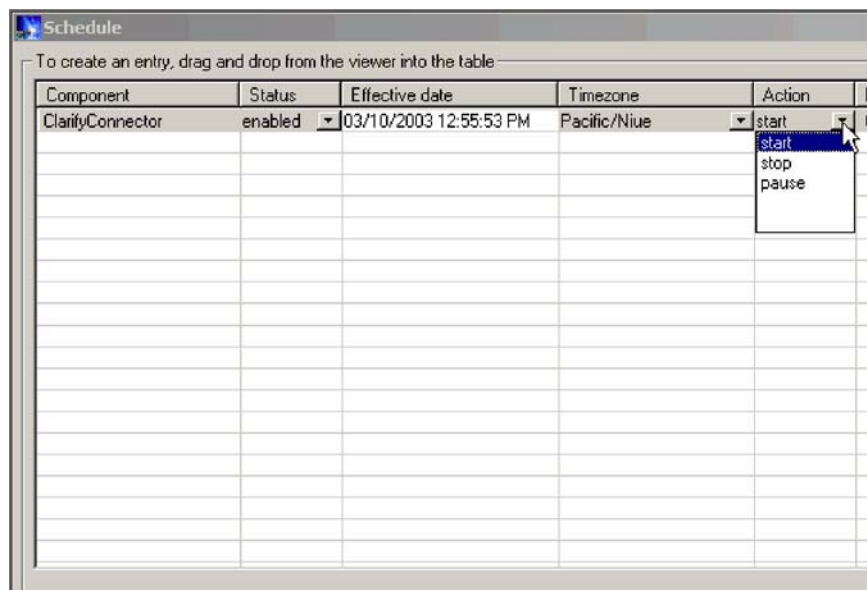 Schedule
To create an entry, drag and drop from the viewer into the table
Component Status Effective date Timezone Action
ClarifyConnector enabled 03/10/2003 12:55:53 PM Pacific/Niue start
start
stop
pause